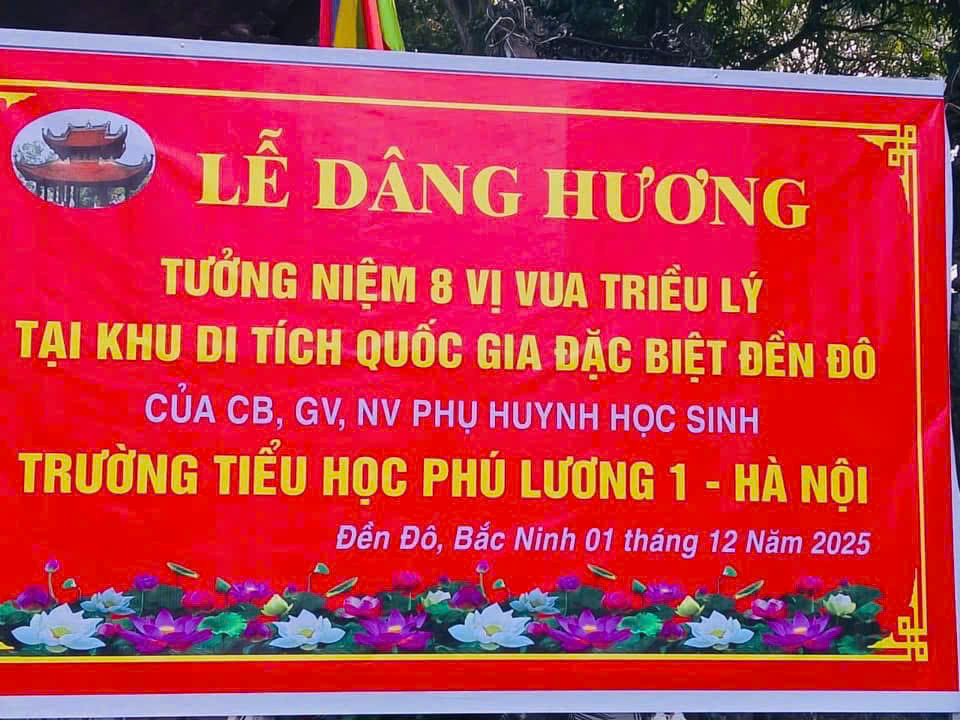 LỄ DÂNG HƯƠNG
TƯỞNG NIỆM 8 VỊ VUA TRIỀU LÝ
TẠI KHU DI TÍCH QUỐC GIA ĐẶC BIỆT ĐỀN ĐÔ
CỦA CB, GV, NV PHỤ HUYNH HỌC SINH
TRƯỜNG TIỂU HỌC PHÚ LƯƠNG 1 - HÀ NỘI
Đền Đô, Bắc Ninh 01 tháng 12 Năm 2025